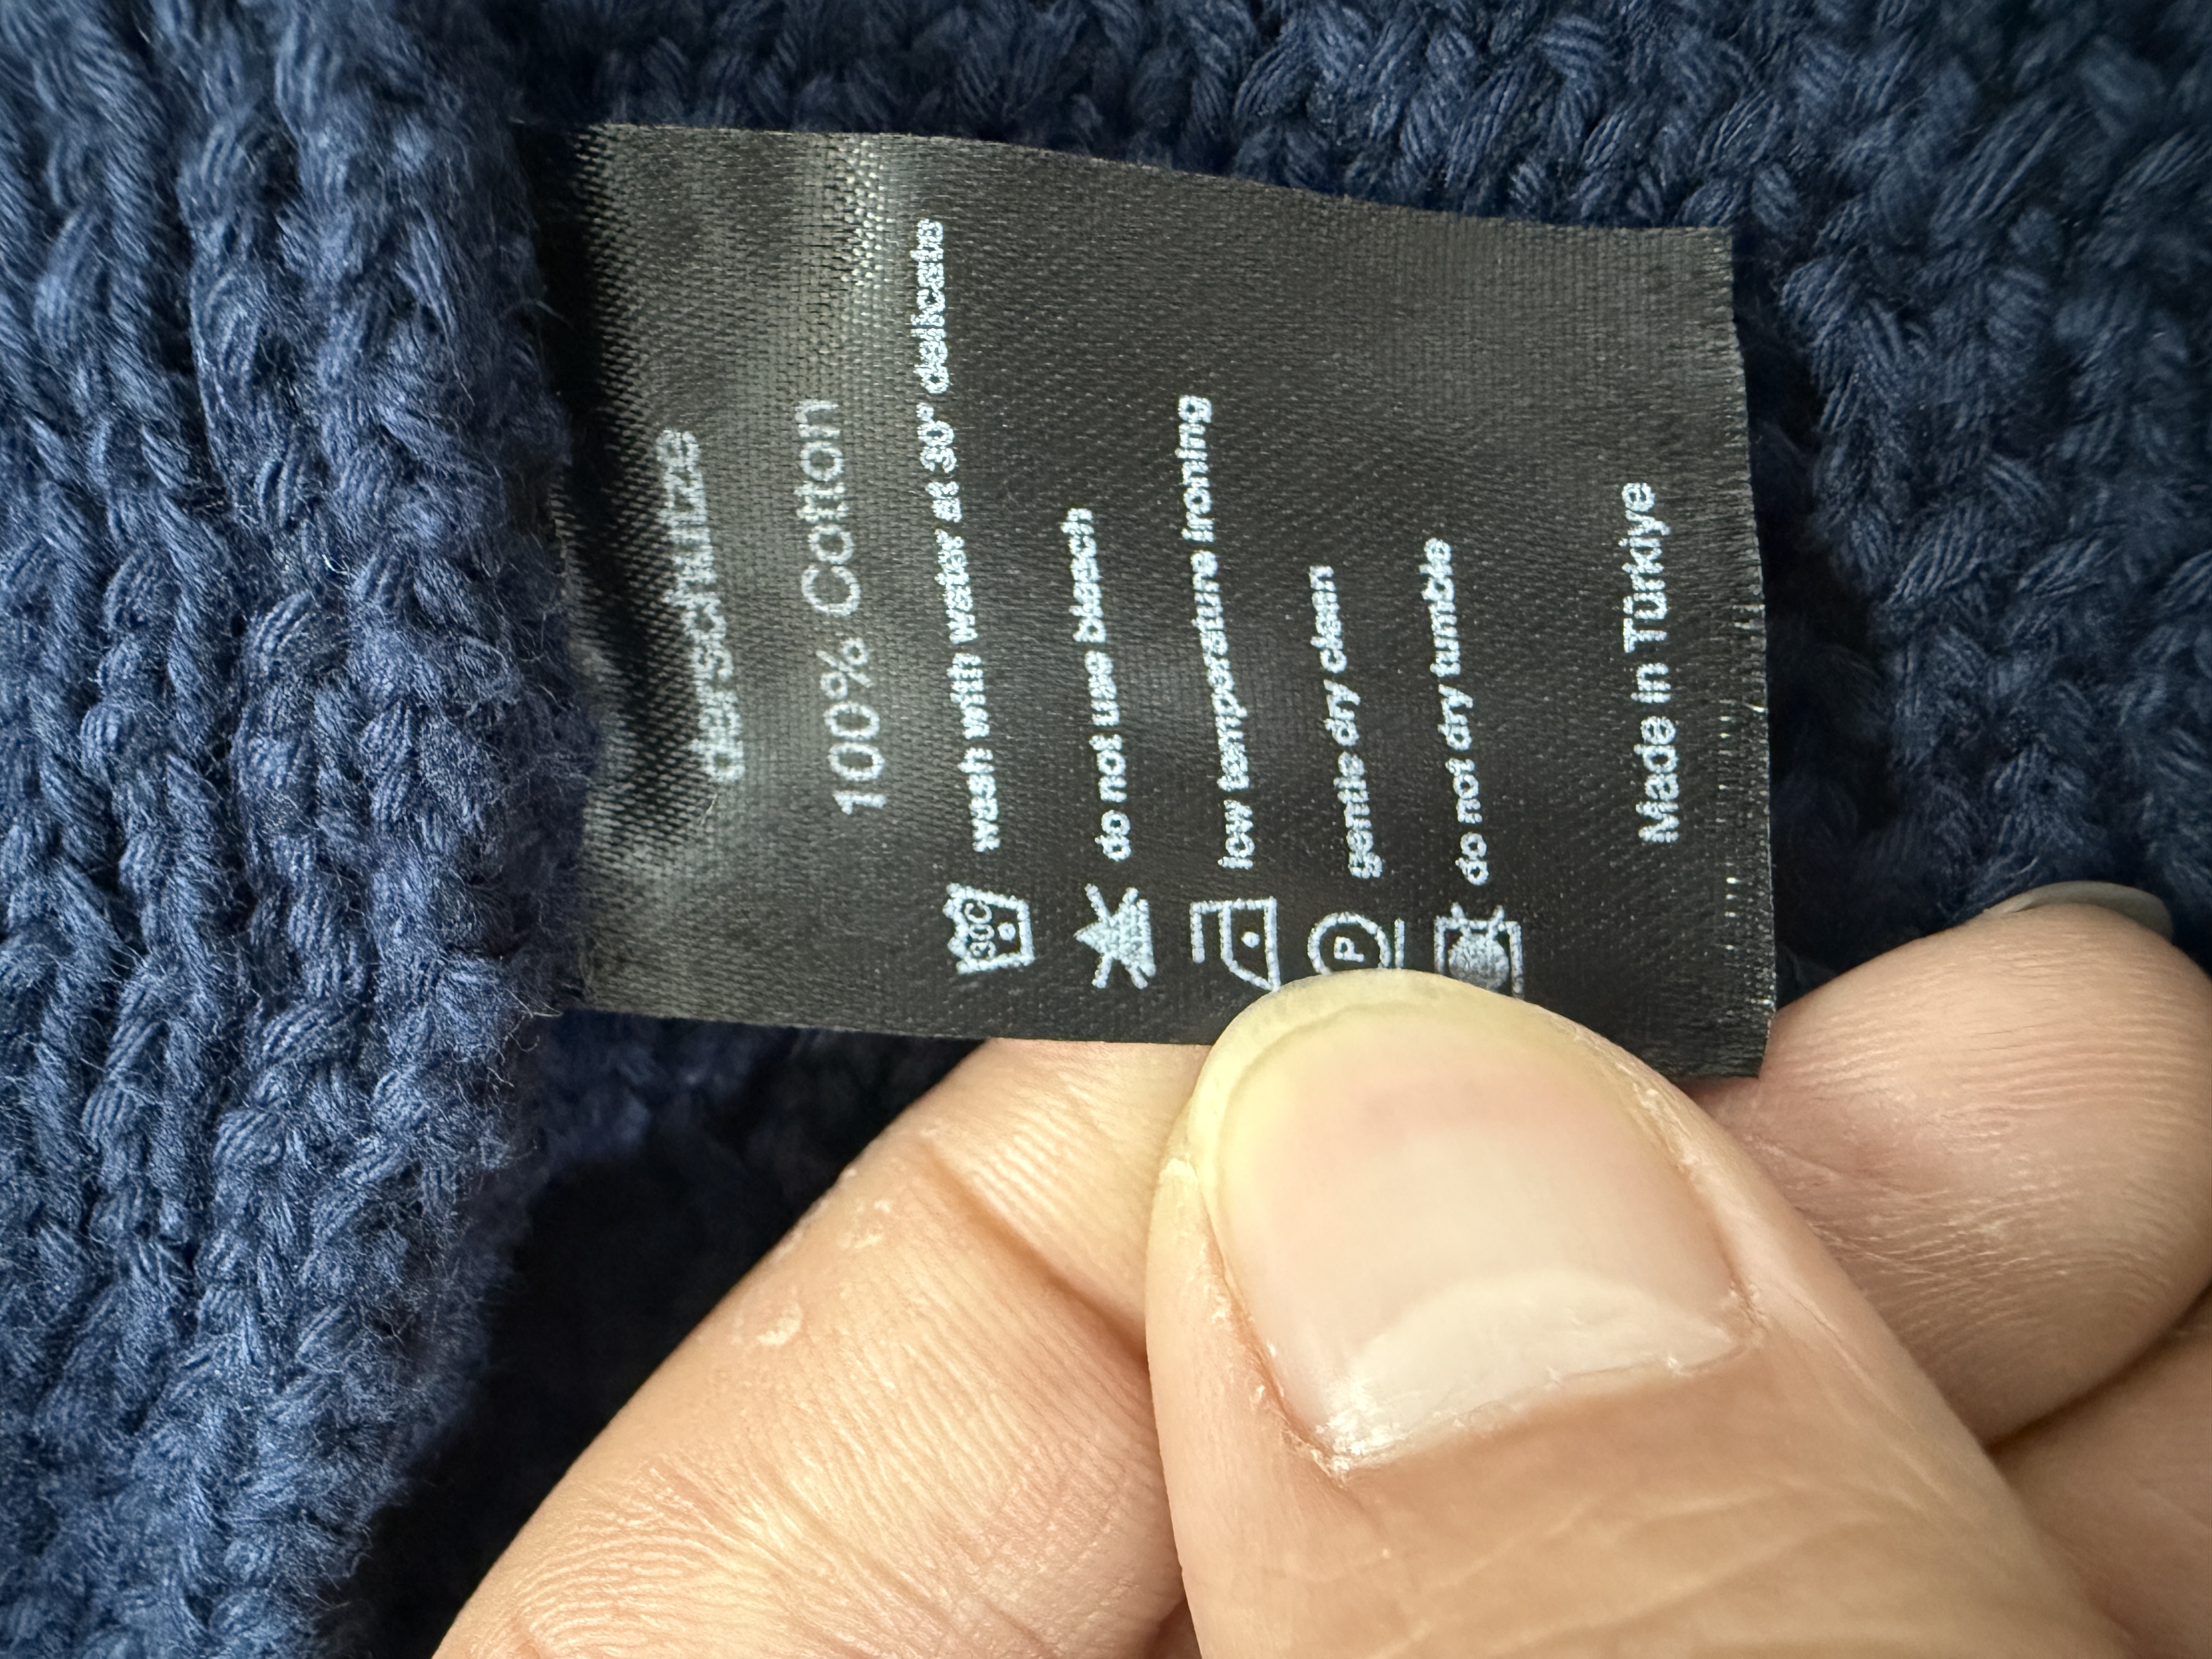 derschutze
100% Cotton
30C wash with water at 30° delicate
do not use bleach
low temperature ironing
P gentle dry clean
do not dry tumble
Made in Türkiye